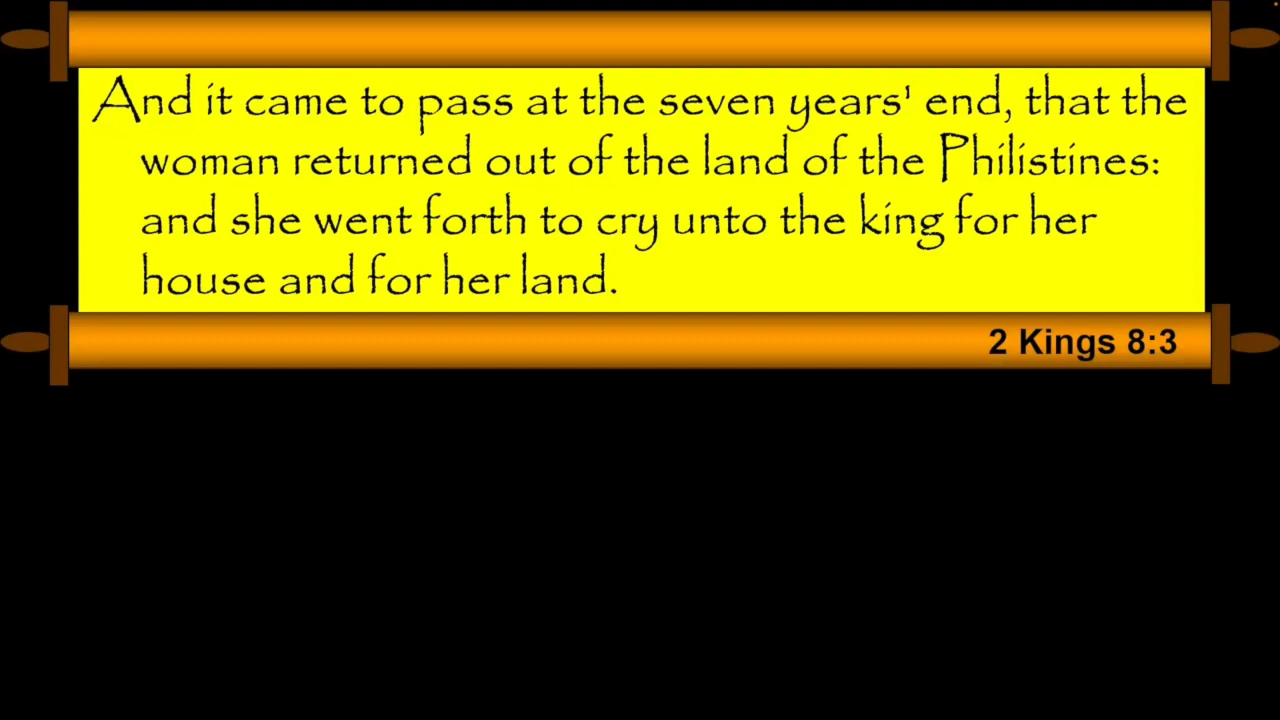 And it came to pass at the seven years' end, that the
woman returned out of the land of the Philistines:
and she went forth to cry unto the king for her
house and for her land.
2 Kings 8:3